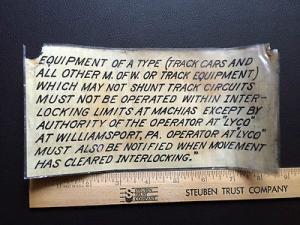 EQUIPMENT OF A TYPE (TRACK CARS AND
ALL OTHER M. OF W. OR TRACK EQUIPMENT)
WHICH MAY NOT SHUNT TRACK CIRCUITS
MUST NOT BE OPERATED WITHIN INTER-
LOCKING LIMITS AT MACHIAS EXCEPT BY
AUTHORITY OF THE OPERATOR AT "LYCO"
AT WILLIAMSPORT, PA. OPERATOR AT "LYCO"
MUST ALSO BE NOTIFIED WHEN MOVEMENT
HAS CLEARED INTERLOCKING."
STEUBEN
TRUST
STEUBEN TRUST COMPANY